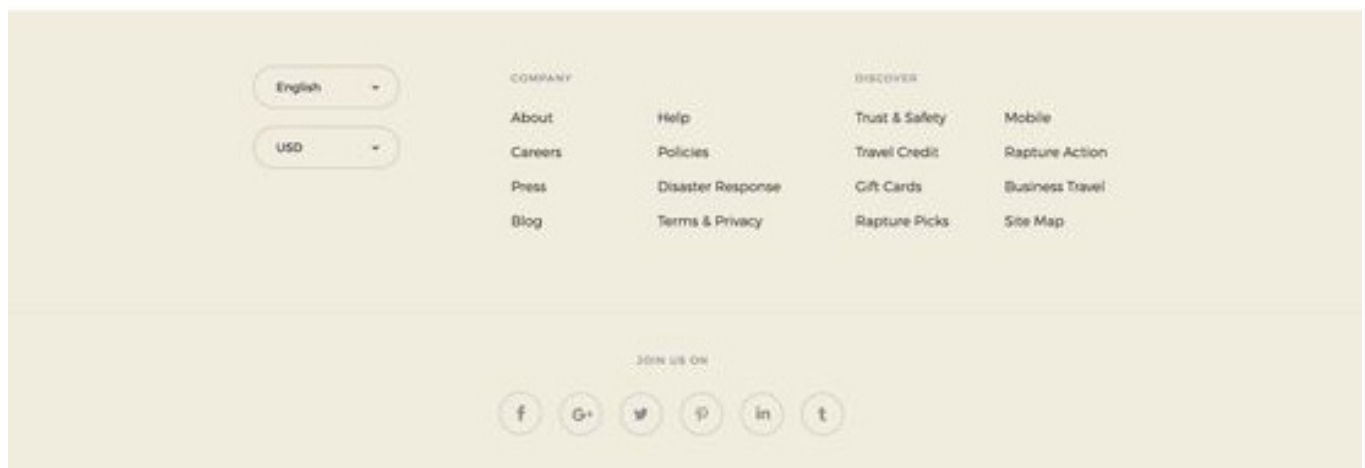 English
USD
COMPANY
About
Careers
Press
Blog
Help
Policies
Disaster Response
Terms & Privacy
DISCOVER
Trust & Safety
Travel Credit
Gift Cards
Rapture Picks
Mobile
Rapture Action
Business Travel
Site Map
JOIN US ON
f
G+
in
t